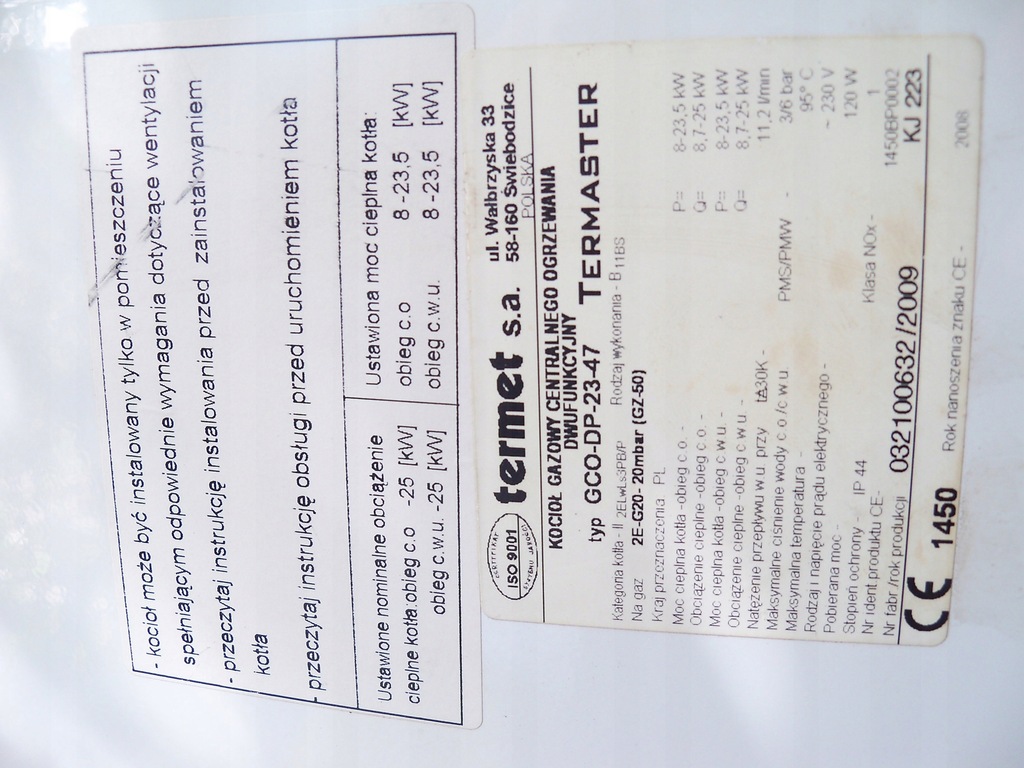 - kocioł może być instalowany tylko w pomieszczeniu
spełniającym odpowiednie wymagania dotyczące wentylacji
- przeczytaj instrukcję instalowania przed zainstalowaniem
kotła
- przeczytaj instrukcję obsługi przed uruchomieniem kotła
Ustawione nominalne obciążenie
cieplne kotła:obieg c.o -25 [kW]
obieg c.w.u. -25 [kW]
Ustawiona moc cieplna kotła:
obieg c.o 8 -23,5 [kW]
obieg c.w.u. 8 -23,5 [kW]
CERTYFIKAT
ISO 9001
SYSTEMU JAKOŚCI
termet s.a.
ul. Wałbrzyska 33
58-160 Świebodzice
POLSKA
KOCIOŁ GAZOWY CENTRALNEGO OGRZEWANIA
DWUFUNKCYJNY
typ GCO-DP-23-47 TERMASTER
Kategoria kotła - II 2ELwLs3PB/P Rodzaj wykonania - B11BS
Na gaz 2E-G20- 20mbar (GZ-50)
Kraj przeznaczenia PL
Moc cieplna kotła -obieg c.o. - P= 8-23,5 kW
Obciążenie cieplne -obieg c.o. - Q= 8,7-25 kW
Moc cieplna kotła -obieg c.w.u. - P= 8-23,5 kW
Obciążenie cieplne -obieg c.w.u. - Q= 8,7-25 kW
Natężenie przepływu w.u. przy t∆30K - 11,2 l/min
Maksymalne ciśnienie wody c.o./c.w.u. PMS/PMW - 3/6 bar
Maksymalna temperatura - 95° C
Rodzaj i napięcie prądu elektrycznego - ~ 230 V
Pobierana moc - 120 W
Stopień ochrony - IP 44 Klasa NOx - 1
Nr ident.produktu CE- 1450BP0002
Nr fabr./rok produkcji 0321006332/2009 KJ 223
CE 1450 Rok nanoszenia znaku CE - 2008